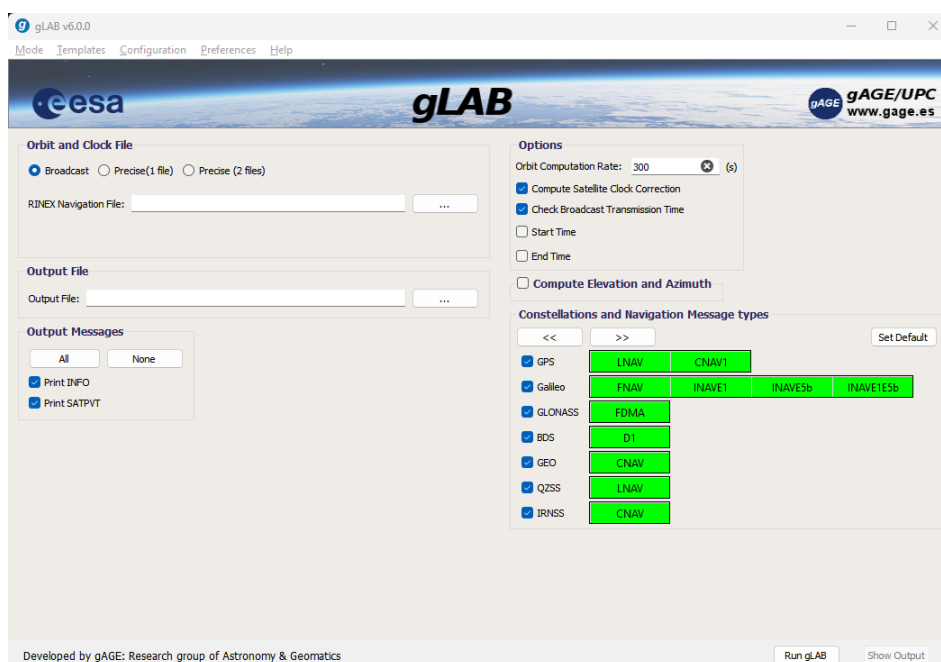 gLAB v6.0.0
Mode Templates Configuration Preferences Help
esa
gLAB
gAGE gAGE/UPC
www.gage.es
Orbit and Clock File
Broadcast Precise(1 file) Precise (2 files)
RINEX Navigation File: ...
Output File
Output File: ...
Output Messages
All None
Print INFO
Print SATPVT
Options
Orbit Computation Rate: 300 (s)
Compute Satellite Clock Correction
Check Broadcast Transmission Time
Start Time
End Time
Compute Elevation and Azimuth
Constellations and Navigation Message types
<< >> Set Default
GPS LNAV CNAV1
Galileo FNAV INAVE1 INAVE5b INAVE1E5b
GLONASS FDMA
BDS D1
GEO CNAV
QZSS LNAV
IRNSS CNAV
Developed by gAGE: Research group of Astronomy & Geomatics
Run gLAB Show Output